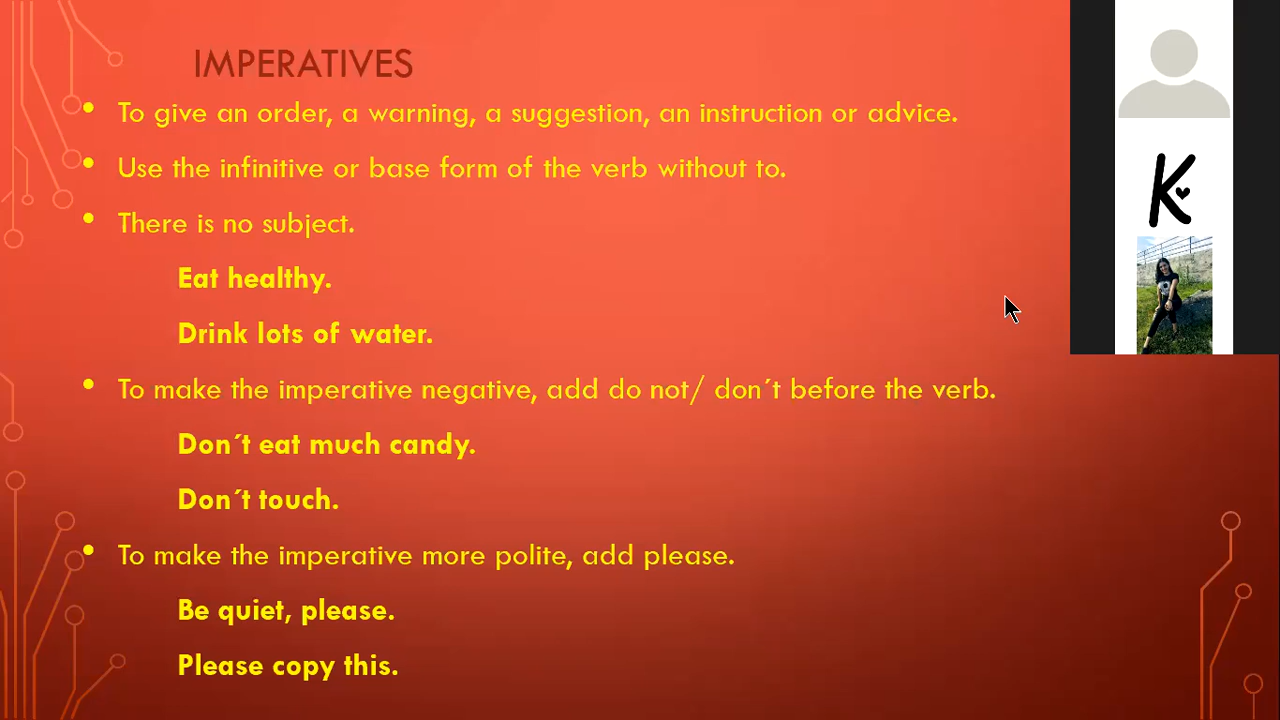 IMPERATIVES
• To give an order, a warning, a suggestion, an instruction or advice.
• Use the infinitive or base form of the verb without to.
• There is no subject.
Eat healthy.
Drink lots of water.
• To make the imperative negative, add do not/ don´t before the verb.
Don´t eat much candy.
Don´t touch.
• To make the imperative more polite, add please.
Be quiet, please.
Please copy this.
K